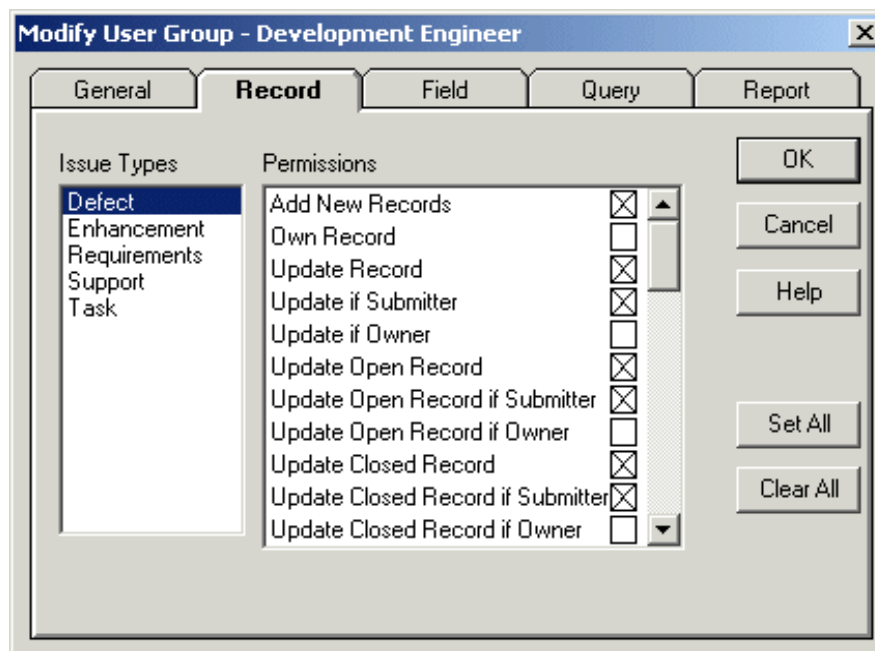 Modify User Group - Development Engineer
General Record Field Query Report
Issue Types
Defect
Enhancement
Requirements
Support
Task
Permissions
Add New Records
Own Record
Update Record
Update if Submitter
Update if Owner
Update Open Record
Update Open Record if Submitter
Update Open Record if Owner
Update Closed Record
Update Closed Record if Submitter
Update Closed Record if Owner
OK
Cancel
Help
Set All
Clear All